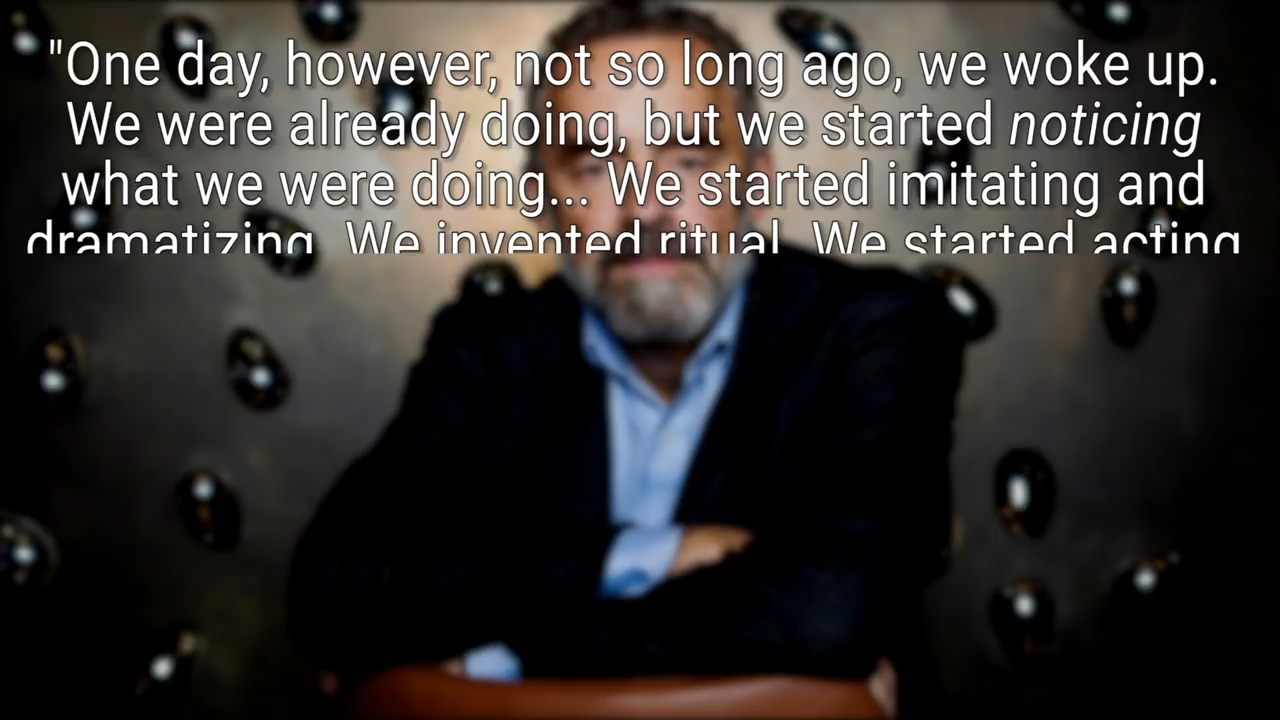 "One day, however, not so long ago, we woke up.
We were already doing, but we started noticing
what we were doing... We started imitating and
dramatizing. We invented ritual. We started acting